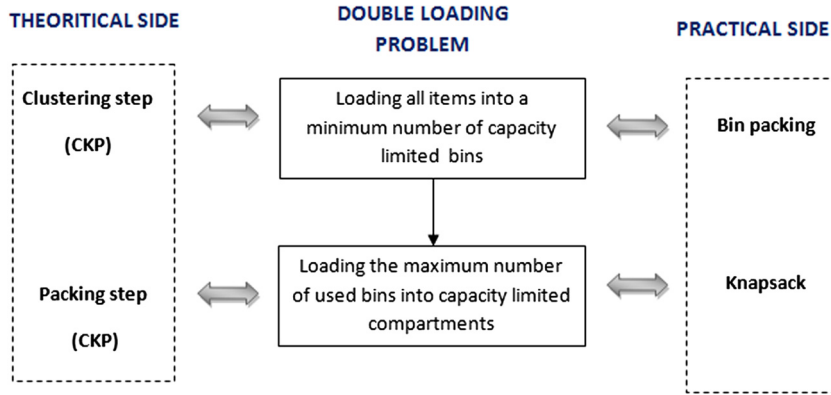 THEORITICAL SIDE
DOUBLE LOADING
PROBLEM
PRACTICAL SIDE
Clustering step
(CKP)
Loading all items into a
minimum number of capacity
limited bins
Bin packing
Packing step
(CKP)
Loading the maximum number
of used bins into capacity limited
compartments
Knapsack